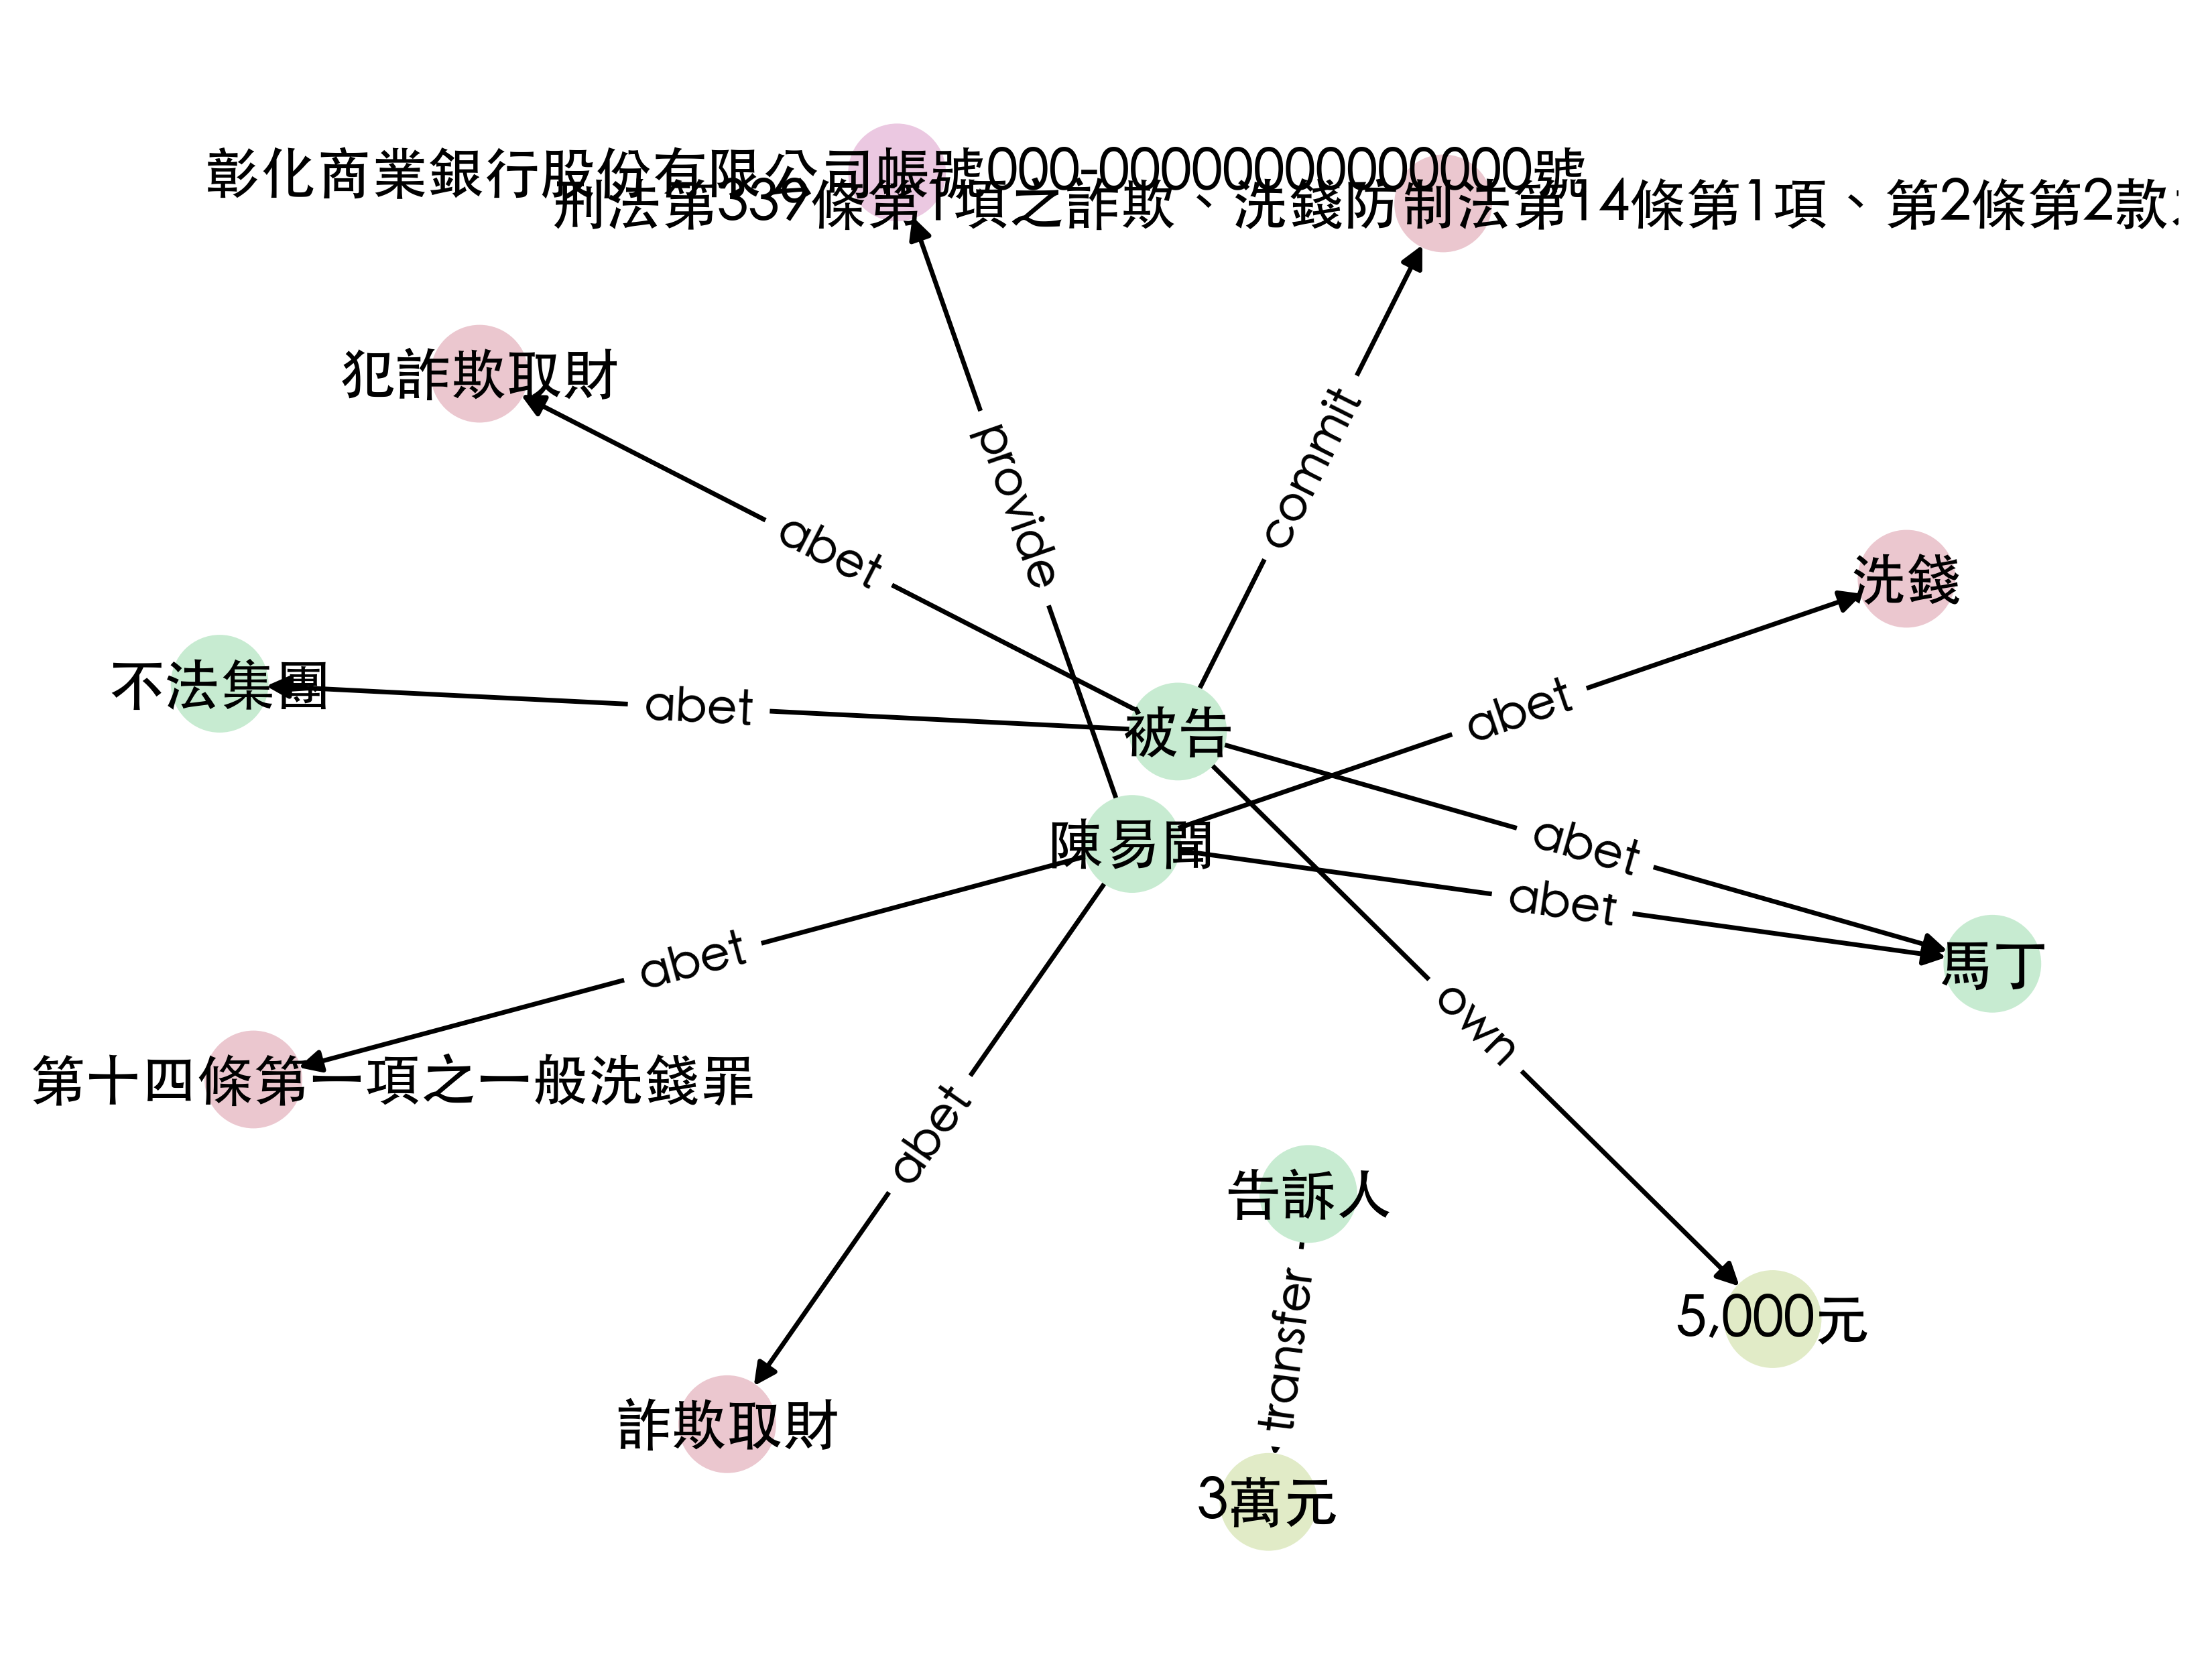 彰化商業銀行股份有限公司帳號000-00000000000000號
刑法第339條第1項之詐欺、洗錢防制法第14條第1項、第2條第2款
犯詐欺取財
provide
commit
abet
洗錢
不法集團
abet
被告
abet
陳易聞
abet
abet
馬丁
abet
own
第十四條第一項之一般洗錢罪
abet
告訴人
transfer
5,000元
詐欺取財
3萬元